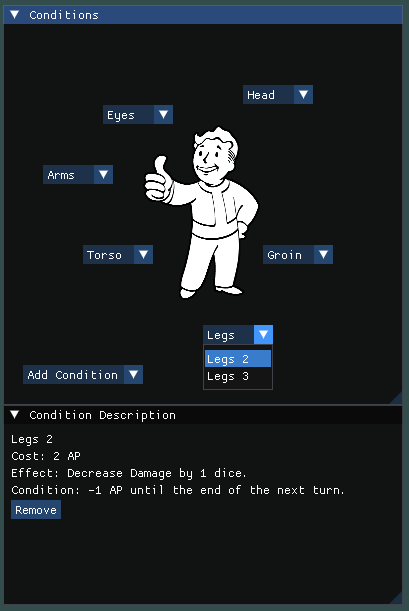 Conditions
Head
Eyes
Arms
Torso
Groin
Legs
Legs 2
Legs 3
Add Condition
Condition Description
Legs 2
Cost: 2 AP
Effect: Decrease Damage by 1 dice.
Condition: -1 AP until the end of the next turn.
Remove